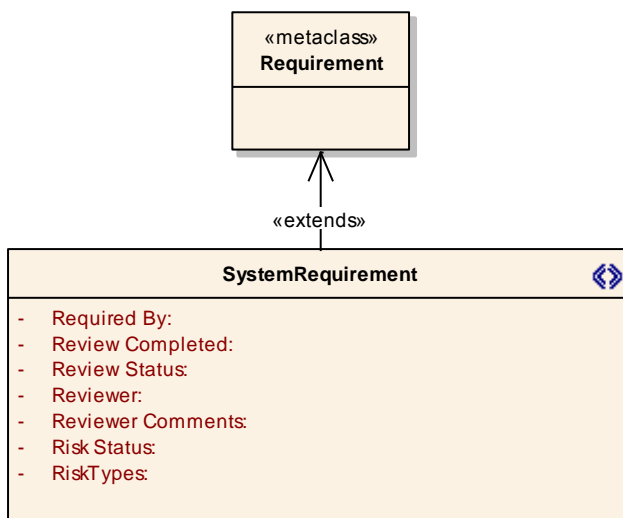 «metaclass»
Requirement
«extends»
SystemRequirement
- Required By:
- Review Completed:
- Review Status:
- Reviewer:
- Reviewer Comments:
- Risk Status:
- RiskTypes: